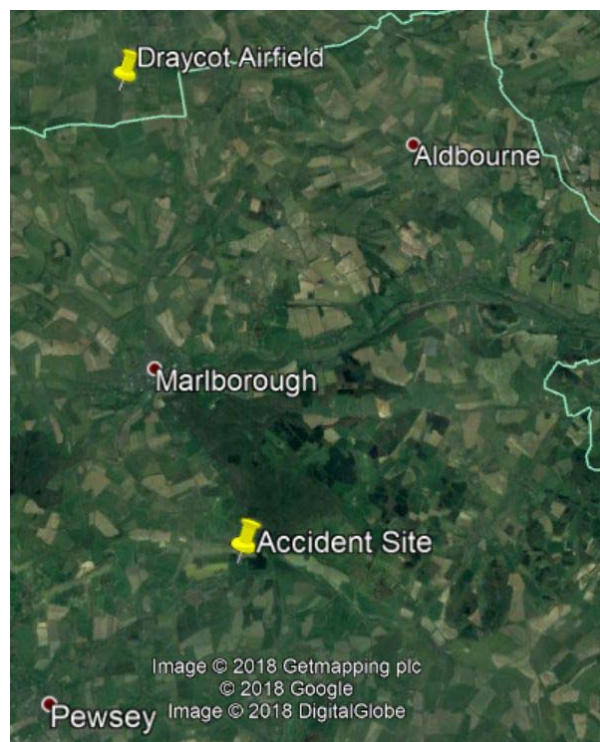 Draycot Airfield
Aldbourne
Marlborough
Accident Site
Image © 2018 Getmapping plc
© 2018 Google
Image © 2018 DigitalGlobe
Pewsey